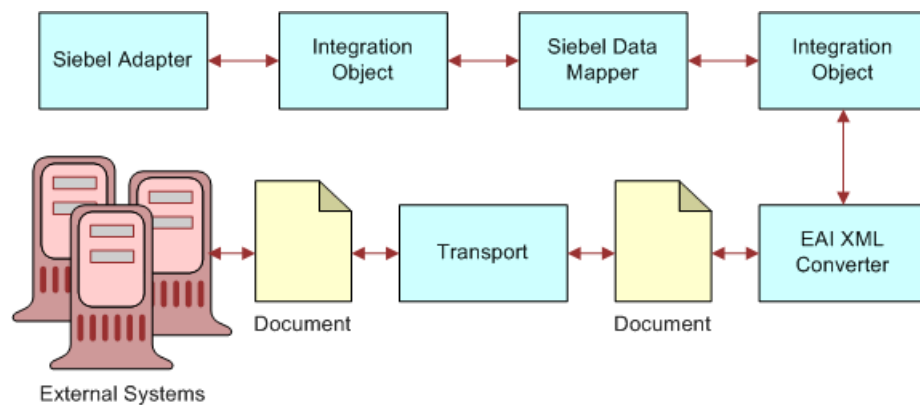 Siebel Adapter
Integration
Object
Siebel Data
Mapper
Integration
Object
Transport
EAI XML
Converter
Document
Document
External Systems